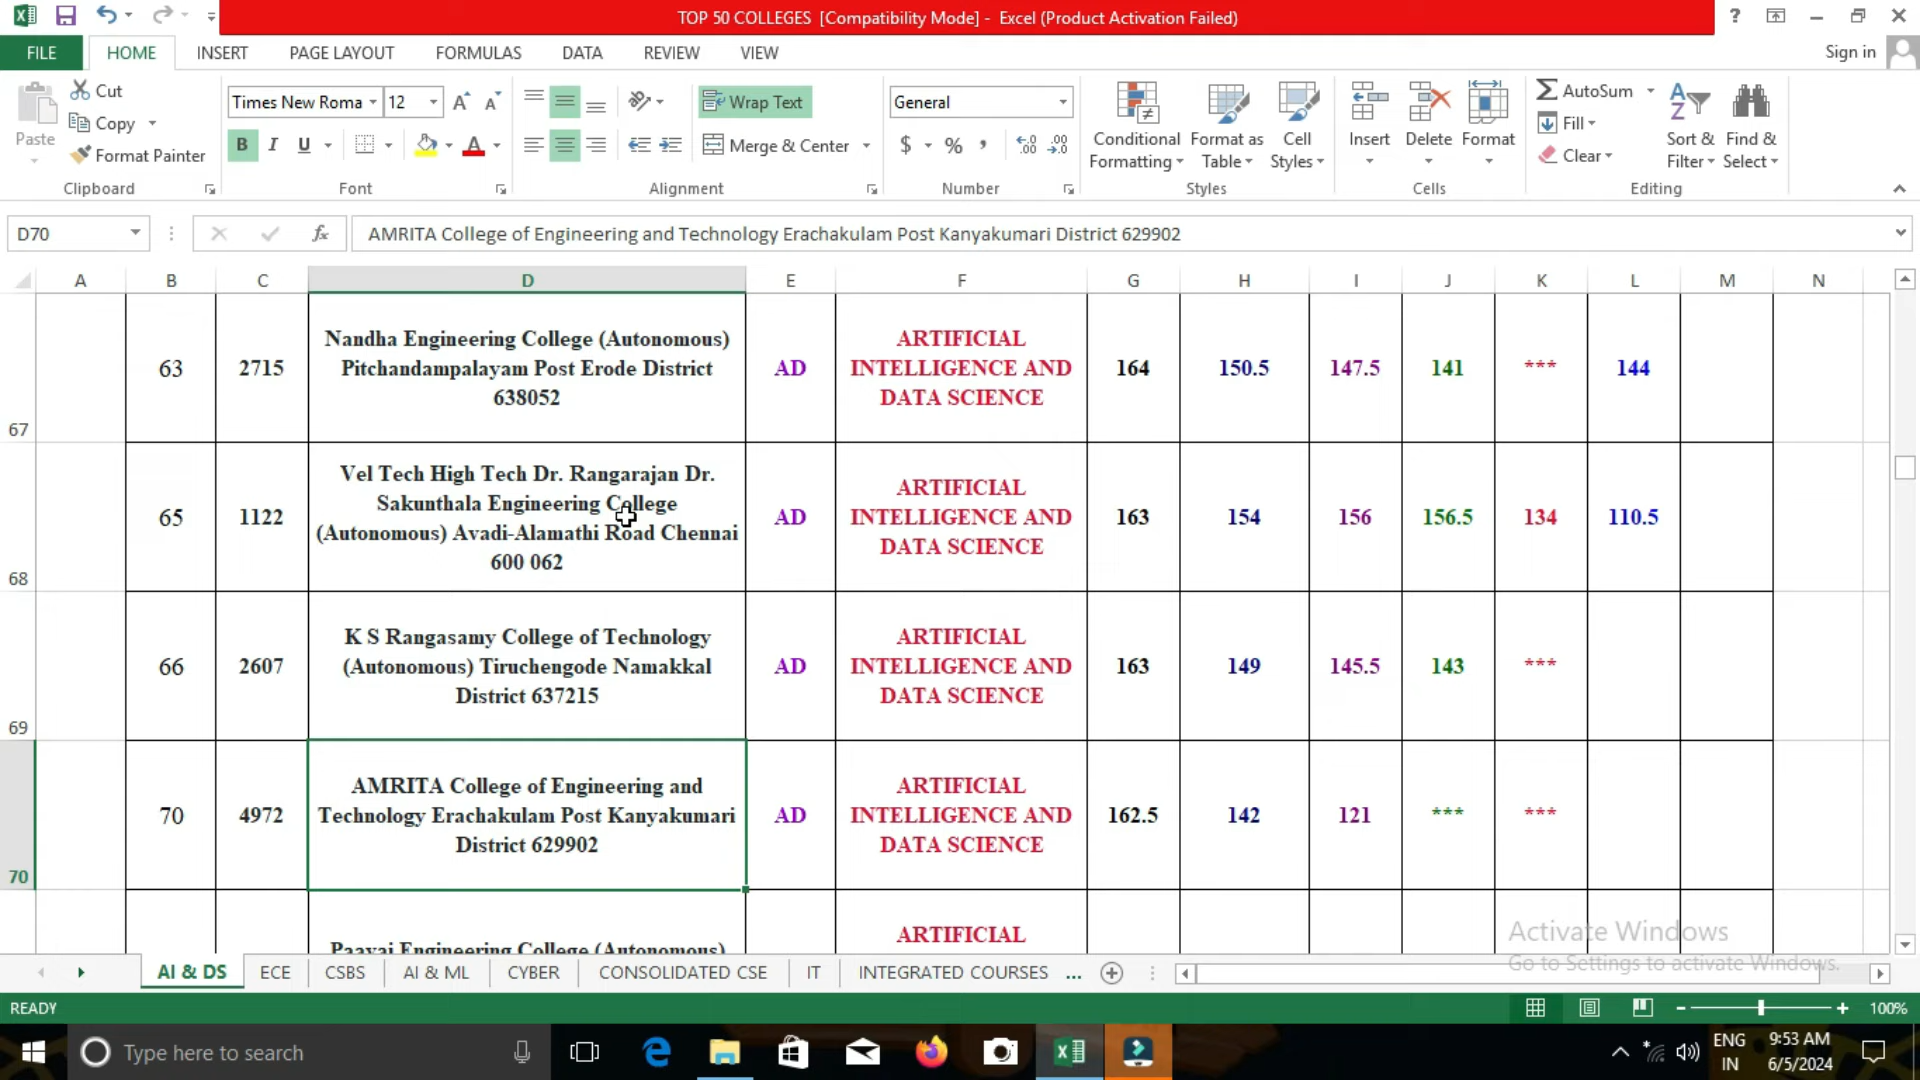 TOP 50 COLLEGES  [Compatibility Mode] -  Excel (Product Activation Failed)
Sign in
FILE HOME INSERT PAGE LAYOUT FORMULAS DATA REVIEW VIEW
Paste
Cut
Copy
Format Painter
Clipboard
Times New Roma 12
B I U
Font
Wrap Text
Merge & Center
Alignment
General
$ % ,
Number
Conditional Formatting
Format as Table
Cell Styles
Styles
Insert Delete Format
Cells
AutoSum
Fill
Clear
Sort & Filter
Find & Select
Editing
D70
fx
AMRITA College of Engineering and Technology Erachakulam Post Kanyakumari District 629902
A B C D E F G H I J K L M N
67
63 2715
Nandha Engineering College (Autonomous)
Pitchandampalayam Post Erode District
638052
AD
ARTIFICIAL
INTELLIGENCE AND
DATA SCIENCE
164 150.5 147.5 141 *** 144
68
65 1122
Vel Tech High Tech Dr. Rangarajan Dr.
Sakunthala Engineering College
(Autonomous) Avadi-Alamathi Road Chennai
600 062
AD
ARTIFICIAL
INTELLIGENCE AND
DATA SCIENCE
163 154 156 156.5 134 110.5
69
66 2607
K S Rangasamy College of Technology
(Autonomous) Tiruchengode Namakkal
District 637215
AD
ARTIFICIAL
INTELLIGENCE AND
DATA SCIENCE
163 149 145.5 143 ***
70
70 4972
AMRITA College of Engineering and
Technology Erachakulam Post Kanyakumari
District 629902
AD
ARTIFICIAL
INTELLIGENCE AND
DATA SCIENCE
162.5 142 121 *** ***
Paavai Engineering College (Autonomous)
ARTIFICIAL
Activate Windows
Go to Settings to activate Windows.
AI & DS ECE CSBS AI & ML CYBER CONSOLIDATED CSE IT INTEGRATED COURSES ...
READY
100%
Type here to search
ENG
IN
9:53 AM
6/5/2024